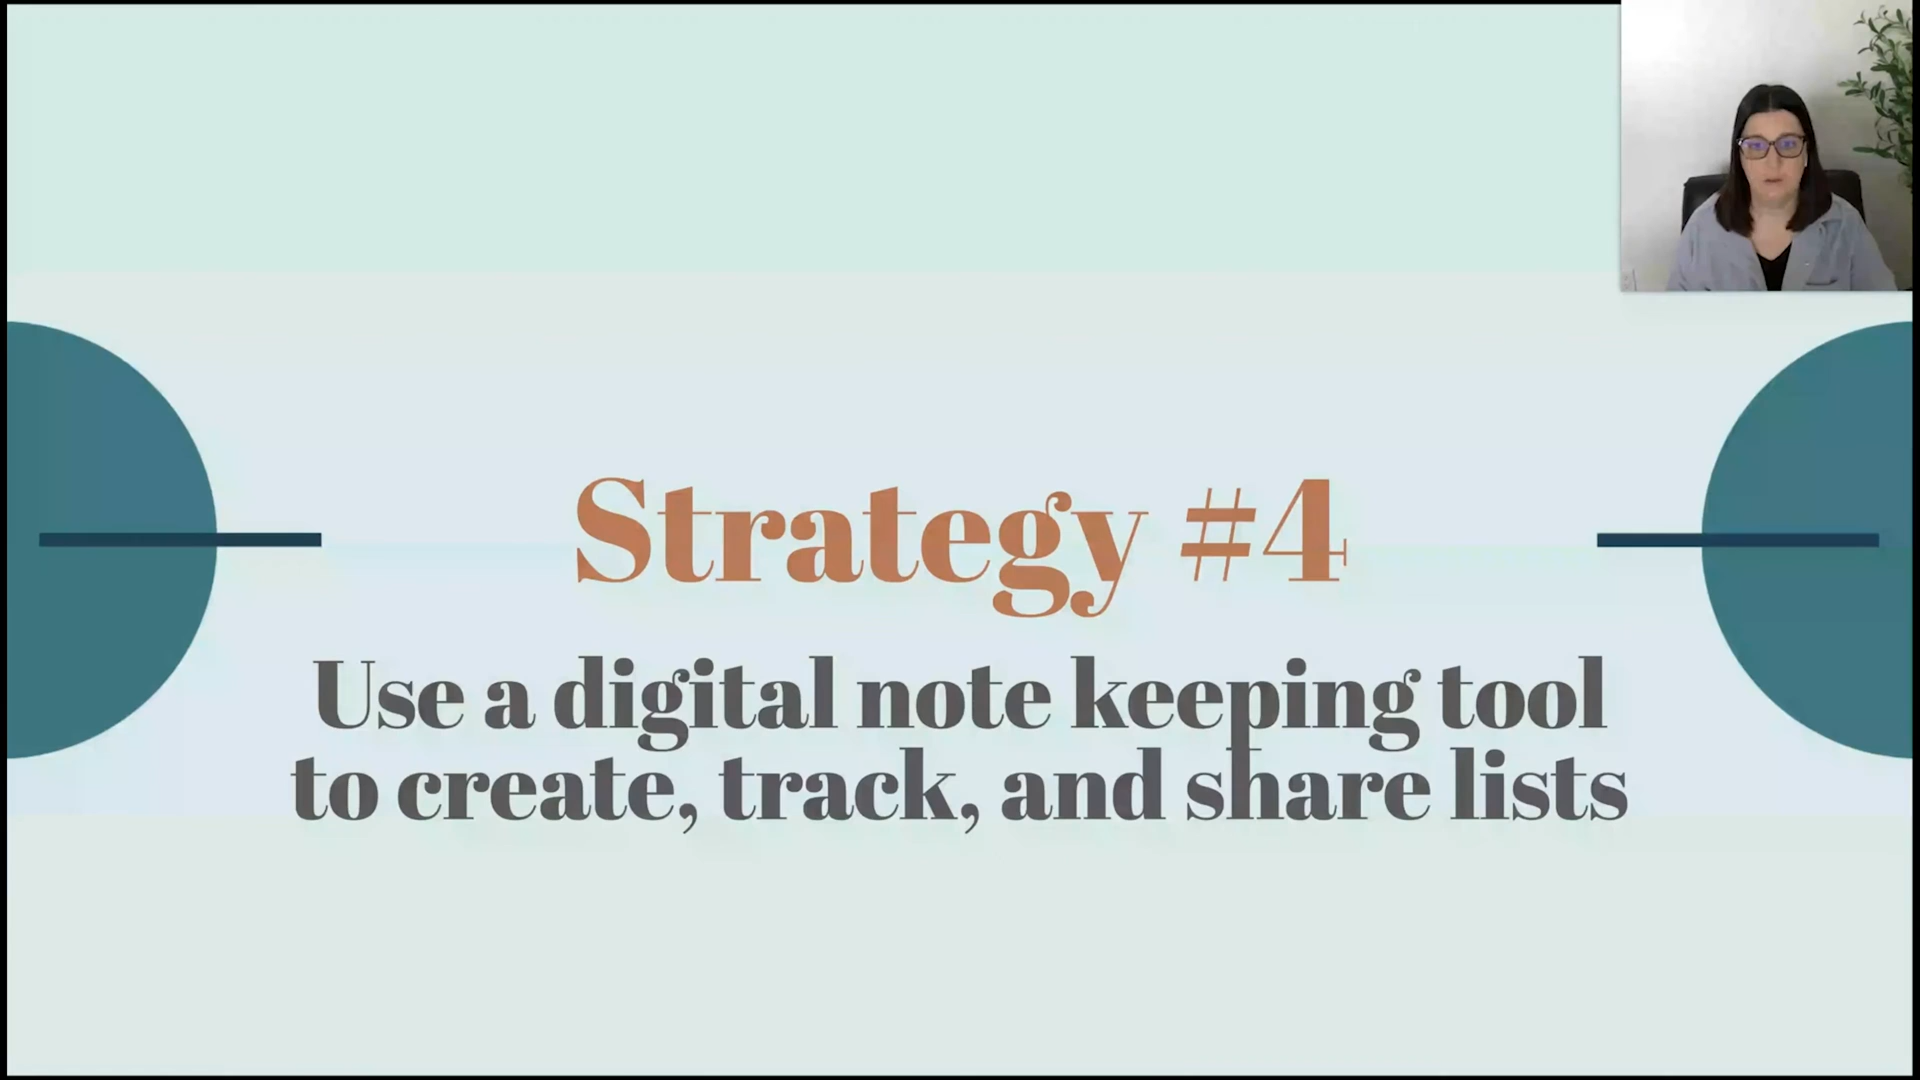 Strategy #4
Use a digital note keeping tool
to create, track, and share lists